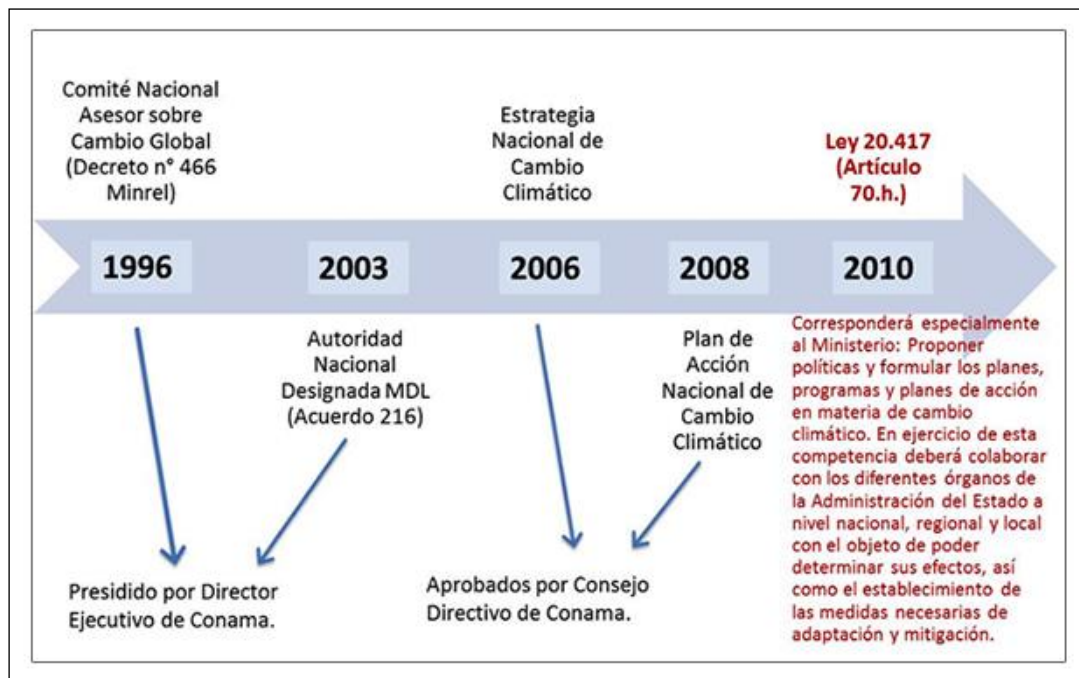 Comité Nacional
Asesor sobre
Cambio Global
(Decreto n° 466
Minrel)
Estrategia
Nacional de
Cambio
Climático
Ley 20.417
(Artículo
70.h.)
1996
2003
2006
2008
2010
Autoridad
Nacional
Designada MDL
(Acuerdo 216)
Plan de
Acción
Nacional de
Cambio
Climático
Corresponderá especialmente
al Ministerio: Proponer
políticas y formular los planes,
programas y planes de acción
en materia de cambio
climático. En ejercicio de esta
competencia deberá colaborar
con los diferentes órganos de
la Administración del Estado a
nivel nacional, regional y local
con el objeto de poder
determinar sus efectos, así
como el establecimiento de
las medidas necesarias de
adaptación y mitigación.
Presidido por Director
Ejecutivo de Conama.
Aprobados por Consejo
Directivo de Conama.